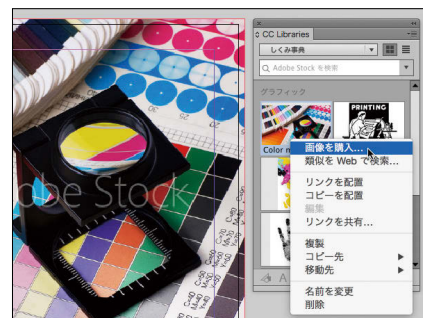 CC Libraries
しくみ事典
Adobe Stock を検索
グラフィック
PRINTING
Color m
画像を購入...
類似を Web で検索...
リンクを配置
コピーを配置
編集
リンクを共有...
複製
コピー先
移動先
名前を変更
削除
obe Stock